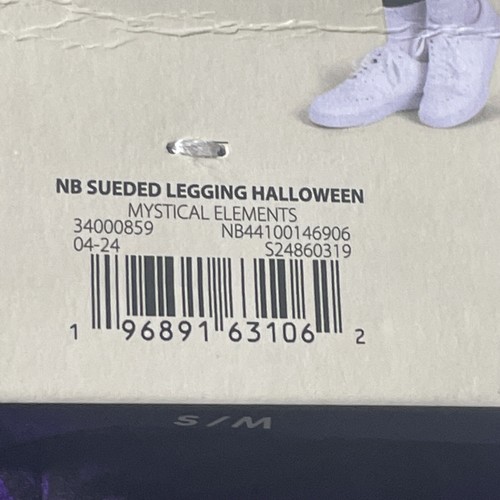 NB SUEDED LEGGING HALLOWEEN
MYSTICAL ELEMENTS
34000859 NB44100146906
04-24 S24860319
1 96891 63106 2
S/M